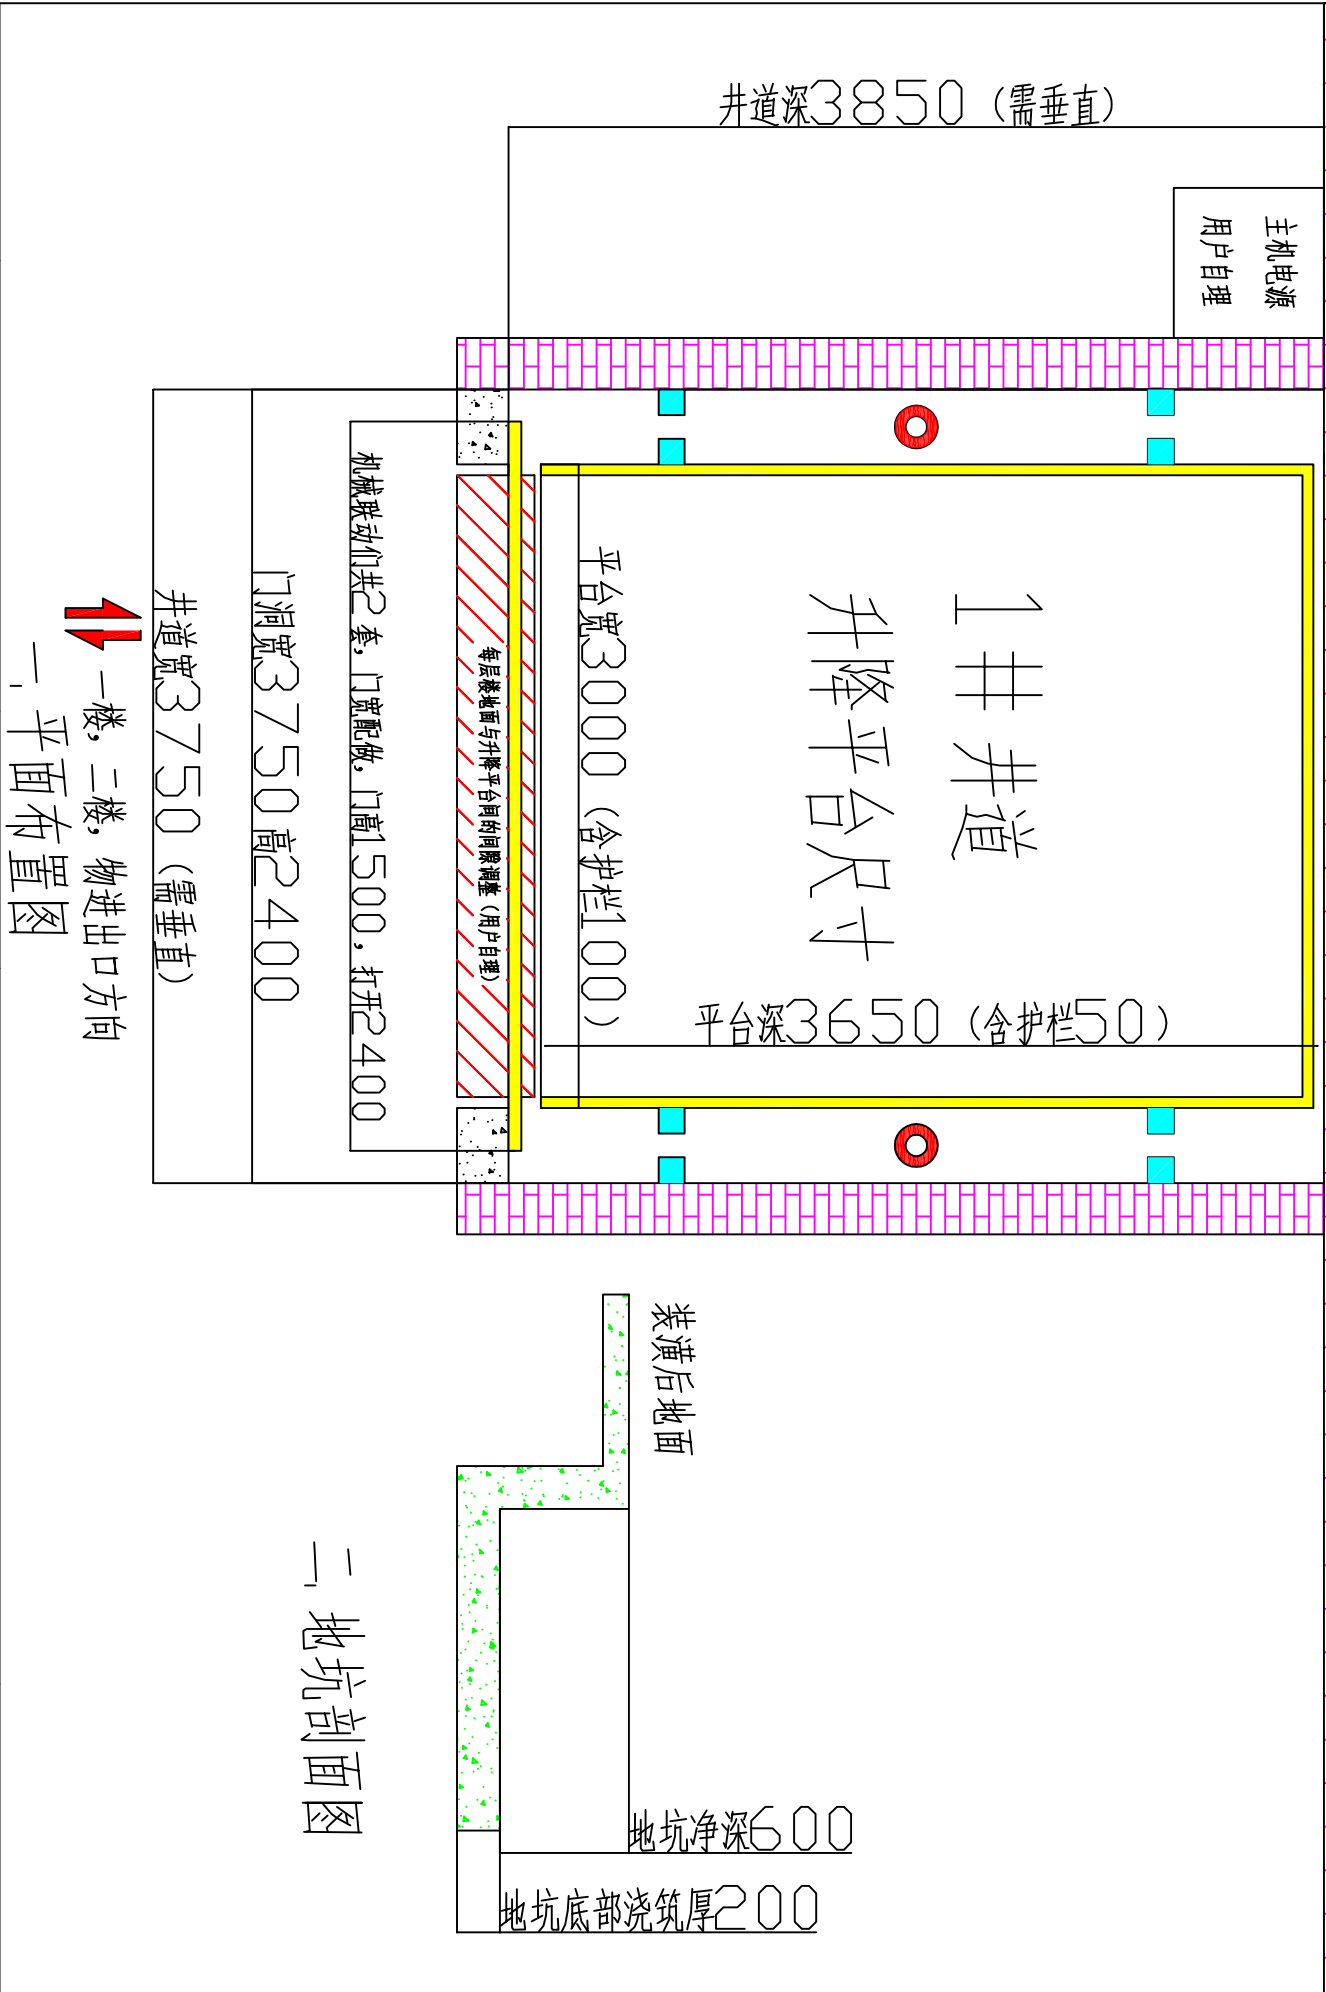 井道深3850（需垂直）
主机电源
用户自理
1井 井道
升降平台尺寸
平台深3650（含护栏50）
平台宽3000（含护栏100）
每层楼地面与升降平台间的间隙调整（用户自理）
机械联动们共2套，门宽配做，门高1500，打开2400
门洞宽3750高2400
井道宽3750（需垂直）
一楼，二楼，物进出口方向
一、平面布置图
装潢后地面
地坑净深600
地坑底部浇筑厚200
二、地坑剖面图